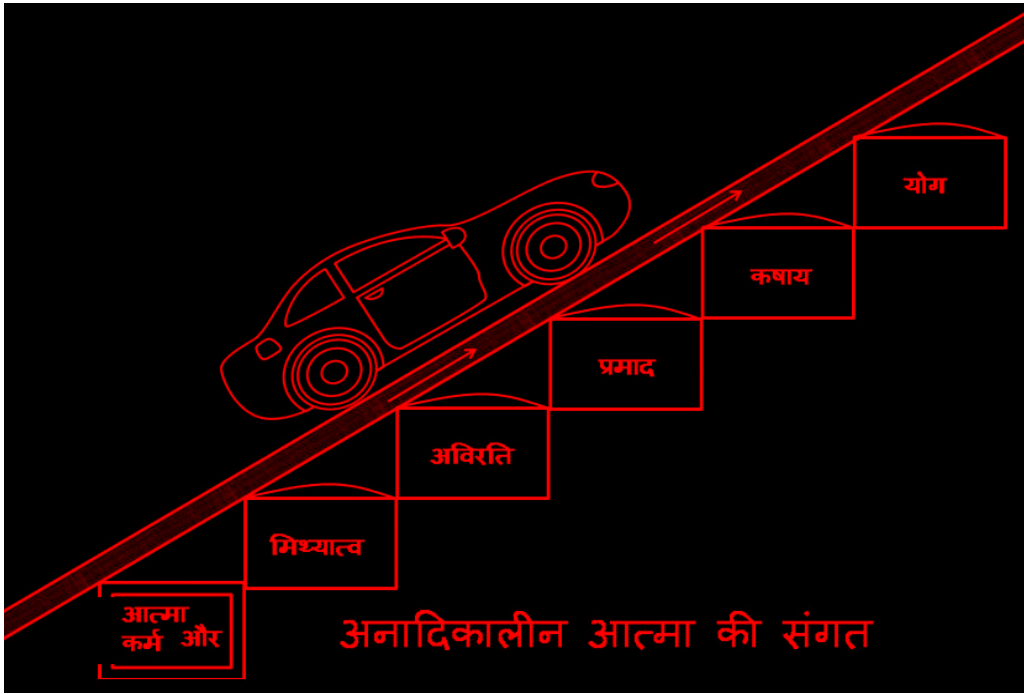 योग
कषाय
प्रमाद
अविरति
मिथ्यात्व
आत्मा
कर्म और
अनादिकालीन आत्मा की संगत